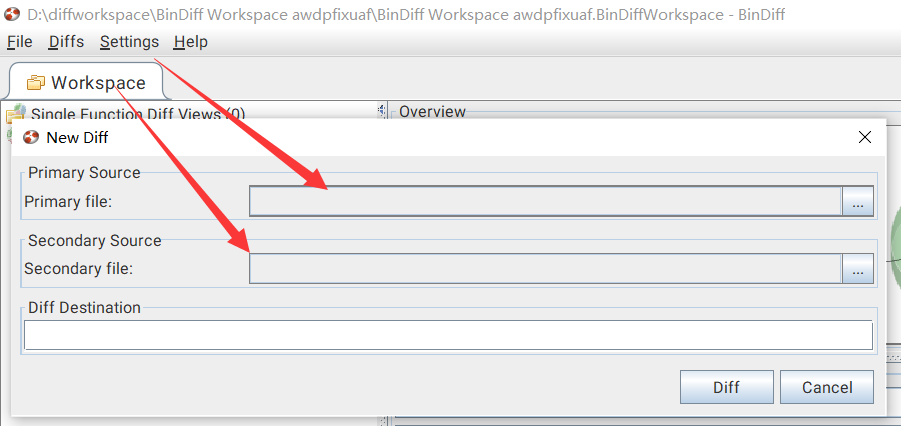 D:\diffworkspace\BinDiff Workspace awdpfixuaf\BinDiff Workspace awdpfixuaf.BinDiffWorkspace - BinDiff
File Diffs Settings Help
Workspace
Single Function Diff Views (0)
Overview
New Diff
Primary Source
Primary file:
...
Secondary Source
Secondary file:
...
Diff Destination
Diff Cancel